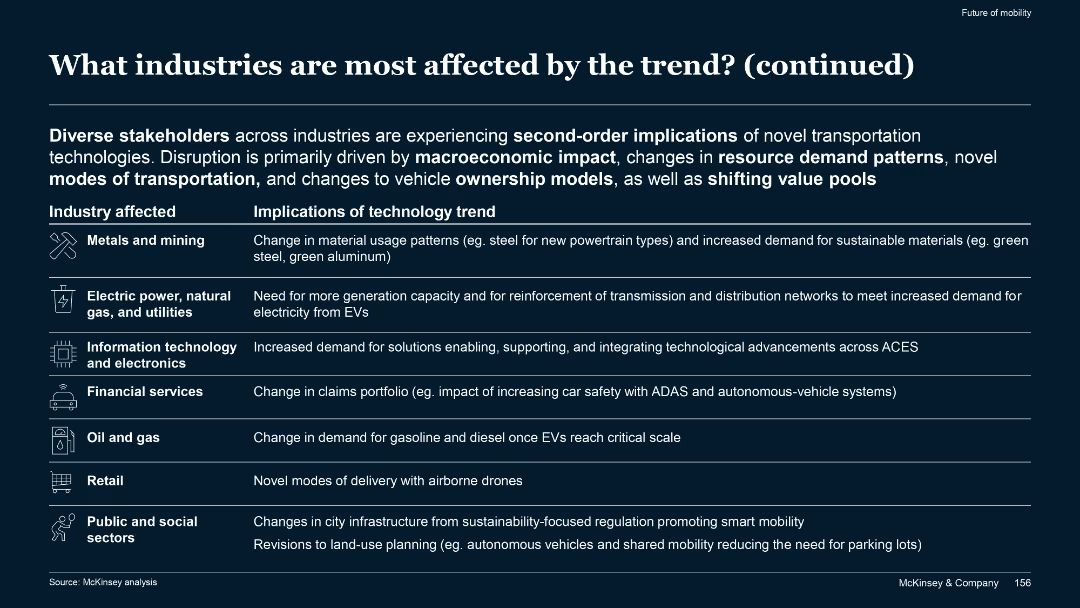 Future of mobility
What industries are most affected by the trend? (continued)
Diverse stakeholders across industries are experiencing second-order implications of novel transportation
technologies. Disruption is primarily driven by macroeconomic impact, changes in resource demand patterns, novel
modes of transportation, and changes to vehicle ownership models, as well as shifting value pools
Industry affected
Implications of technology trend
Metals and mining
Change in material usage patterns (eg. steel for new powertrain types) and increased demand for sustainable materials (eg. green
steel, green aluminum)
Electric power, natural
gas, and utilities
Need for more generation capacity and for reinforcement of transmission and distribution networks to meet increased demand for
electricity from EVs
Information technology
and electronics
Increased demand for solutions enabling, supporting, and integrating technological advancements across ACES
Financial services
Change in claims portfolio (eg. impact of increasing car safety with ADAS and autonomous-vehicle systems)
Oil and gas
Change in demand for gasoline and diesel once EVs reach critical scale
Retail
Novel modes of delivery with airborne drones
Public and social
sectors
Changes in city infrastructure from sustainability-focused regulation promoting smart mobility
Revisions to land-use planning (eg. autonomous vehicles and shared mobility reducing the need for parking lots)
Source: McKinsey analysis
McKinsey & Company 156